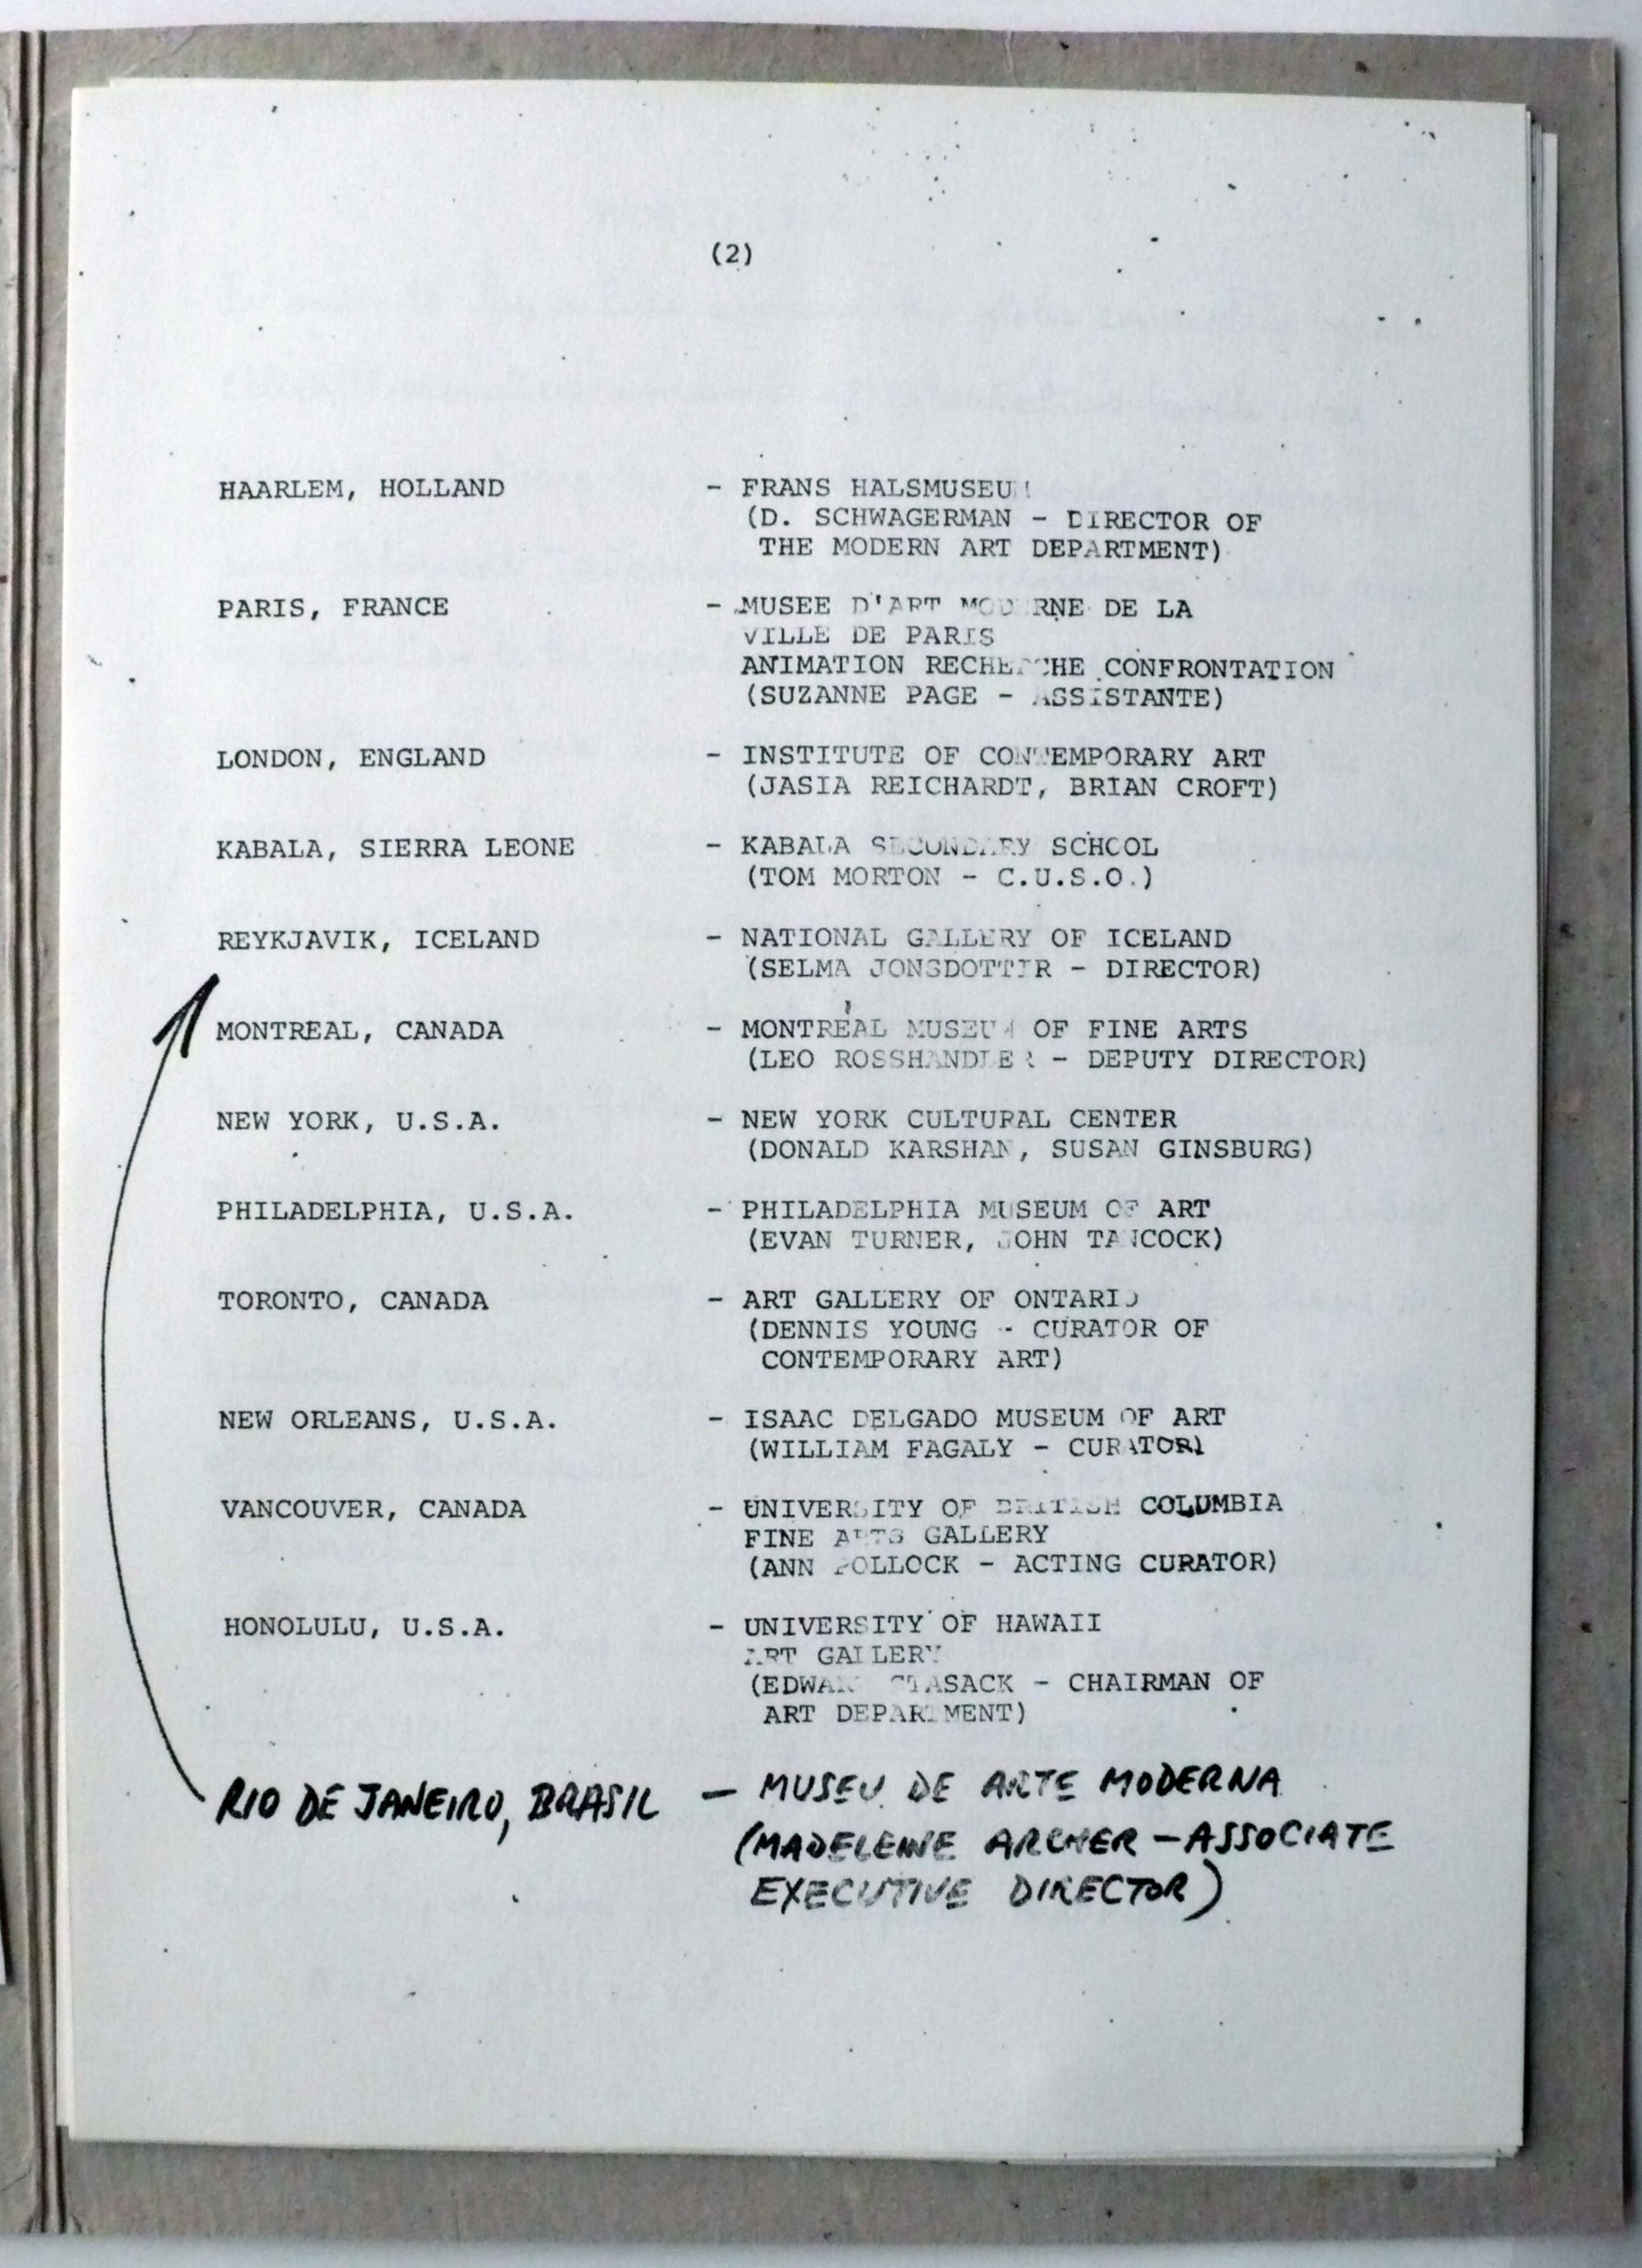 (2)
HAARLEM, HOLLAND - FRANS HALSMUSEUM
(D. SCHWAGERMAN - DIRECTOR OF
THE MODERN ART DEPARTMENT)
PARIS, FRANCE - MUSEE D'ART MODERNE DE LA
VILLE DE PARIS
ANIMATION RECHERCHE CONFRONTATION
(SUZANNE PAGE - ASSISTANTE)
LONDON, ENGLAND - INSTITUTE OF CONTEMPORARY ART
(JASIA REICHARDT, BRIAN CROFT)
KABALA, SIERRA LEONE - KABALA SECONDARY SCHOOL
(TOM MORTON - C.U.S.O.)
REYKJAVIK, ICELAND - NATIONAL GALLERY OF ICELAND
(SELMA JONSDOTTIR - DIRECTOR)
MONTREAL, CANADA - MONTRÉAL MUSEUM OF FINE ARTS
(LEO ROSSHANDLER - DEPUTY DIRECTOR)
NEW YORK, U.S.A. - NEW YORK CULTURAL CENTER
(DONALD KARSHAN, SUSAN GINSBURG)
PHILADELPHIA, U.S.A. - PHILADELPHIA MUSEUM OF ART
(EVAN TURNER, JOHN TANCOCK)
TORONTO, CANADA - ART GALLERY OF ONTARIO
(DENNIS YOUNG - CURATOR OF
CONTEMPORARY ART)
NEW ORLEANS, U.S.A. - ISAAC DELGADO MUSEUM OF ART
(WILLIAM FAGALY - CURATOR)
VANCOUVER, CANADA - UNIVERSITY OF BRITISH COLUMBIA
FINE ARTS GALLERY
(ANN POLLOCK - ACTING CURATOR)
HONOLULU, U.S.A. - UNIVERSITY OF HAWAII
ART GALLERY
(EDWARD STASACK - CHAIRMAN OF
ART DEPARTMENT)
RIO DE JANEIRO, BRASIL - MUSEU DE ARTE MODERNA
(MADELEINE ARCHER - ASSOCIATE
EXECUTIVE DIRECTOR)